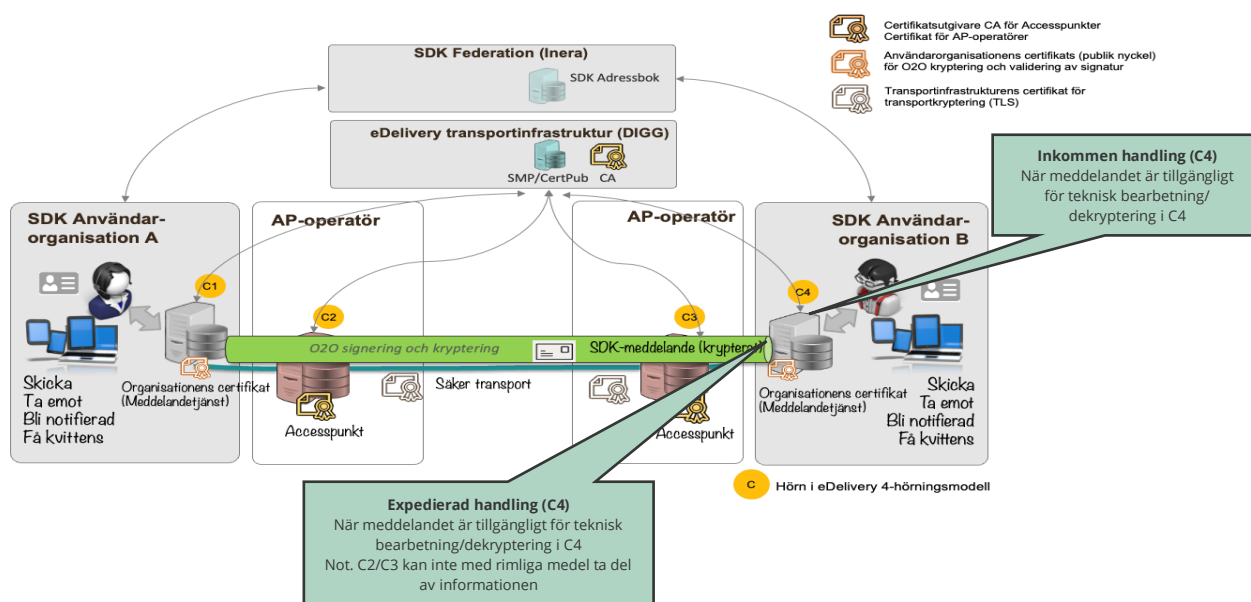 Certifikatsutgivare CA för Accesspunkter
Certifikat för AP-operatörer
Användarorganisationens certifikats (publik nyckel)
för O2O kryptering och validering av signatur
Transportinfrastrukturens certifikat för
transportkryptering (TLS)
SDK Federation (Inera)
SDK Adressbok
eDelivery transportinfrastruktur (DIGG)
SMP/CertPub
CA
Inkommen handling (C4)
När meddelandet är tillgängligt
för teknisk bearbetning/
dekryptering i C4
SDK Användar-
organisation A
AP-operatör
AP-operatör
SDK Användar-
organisation B
C1
C2
C3
C4
O2O signering och kryptering
SDK-meddelande (krypterat)
Säker transport
Organisationens certifikat
(Meddelandetjänst)
Organisationens certifikat
(Meddelandetjänst)
Skicka
Ta emot
Bli notifierad
Få kvittens
Accesspunkt
Accesspunkt
Skicka
Ta emot
Bli notifierad
Få kvittens
C
Hörn i eDelivery 4-hörningsmodell
Expedierad handling (C4)
När meddelandet är tillgängligt för teknisk
bearbetning/dekryptering i C4
Not. C2/C3 kan inte med rimliga medel ta del
av informationen